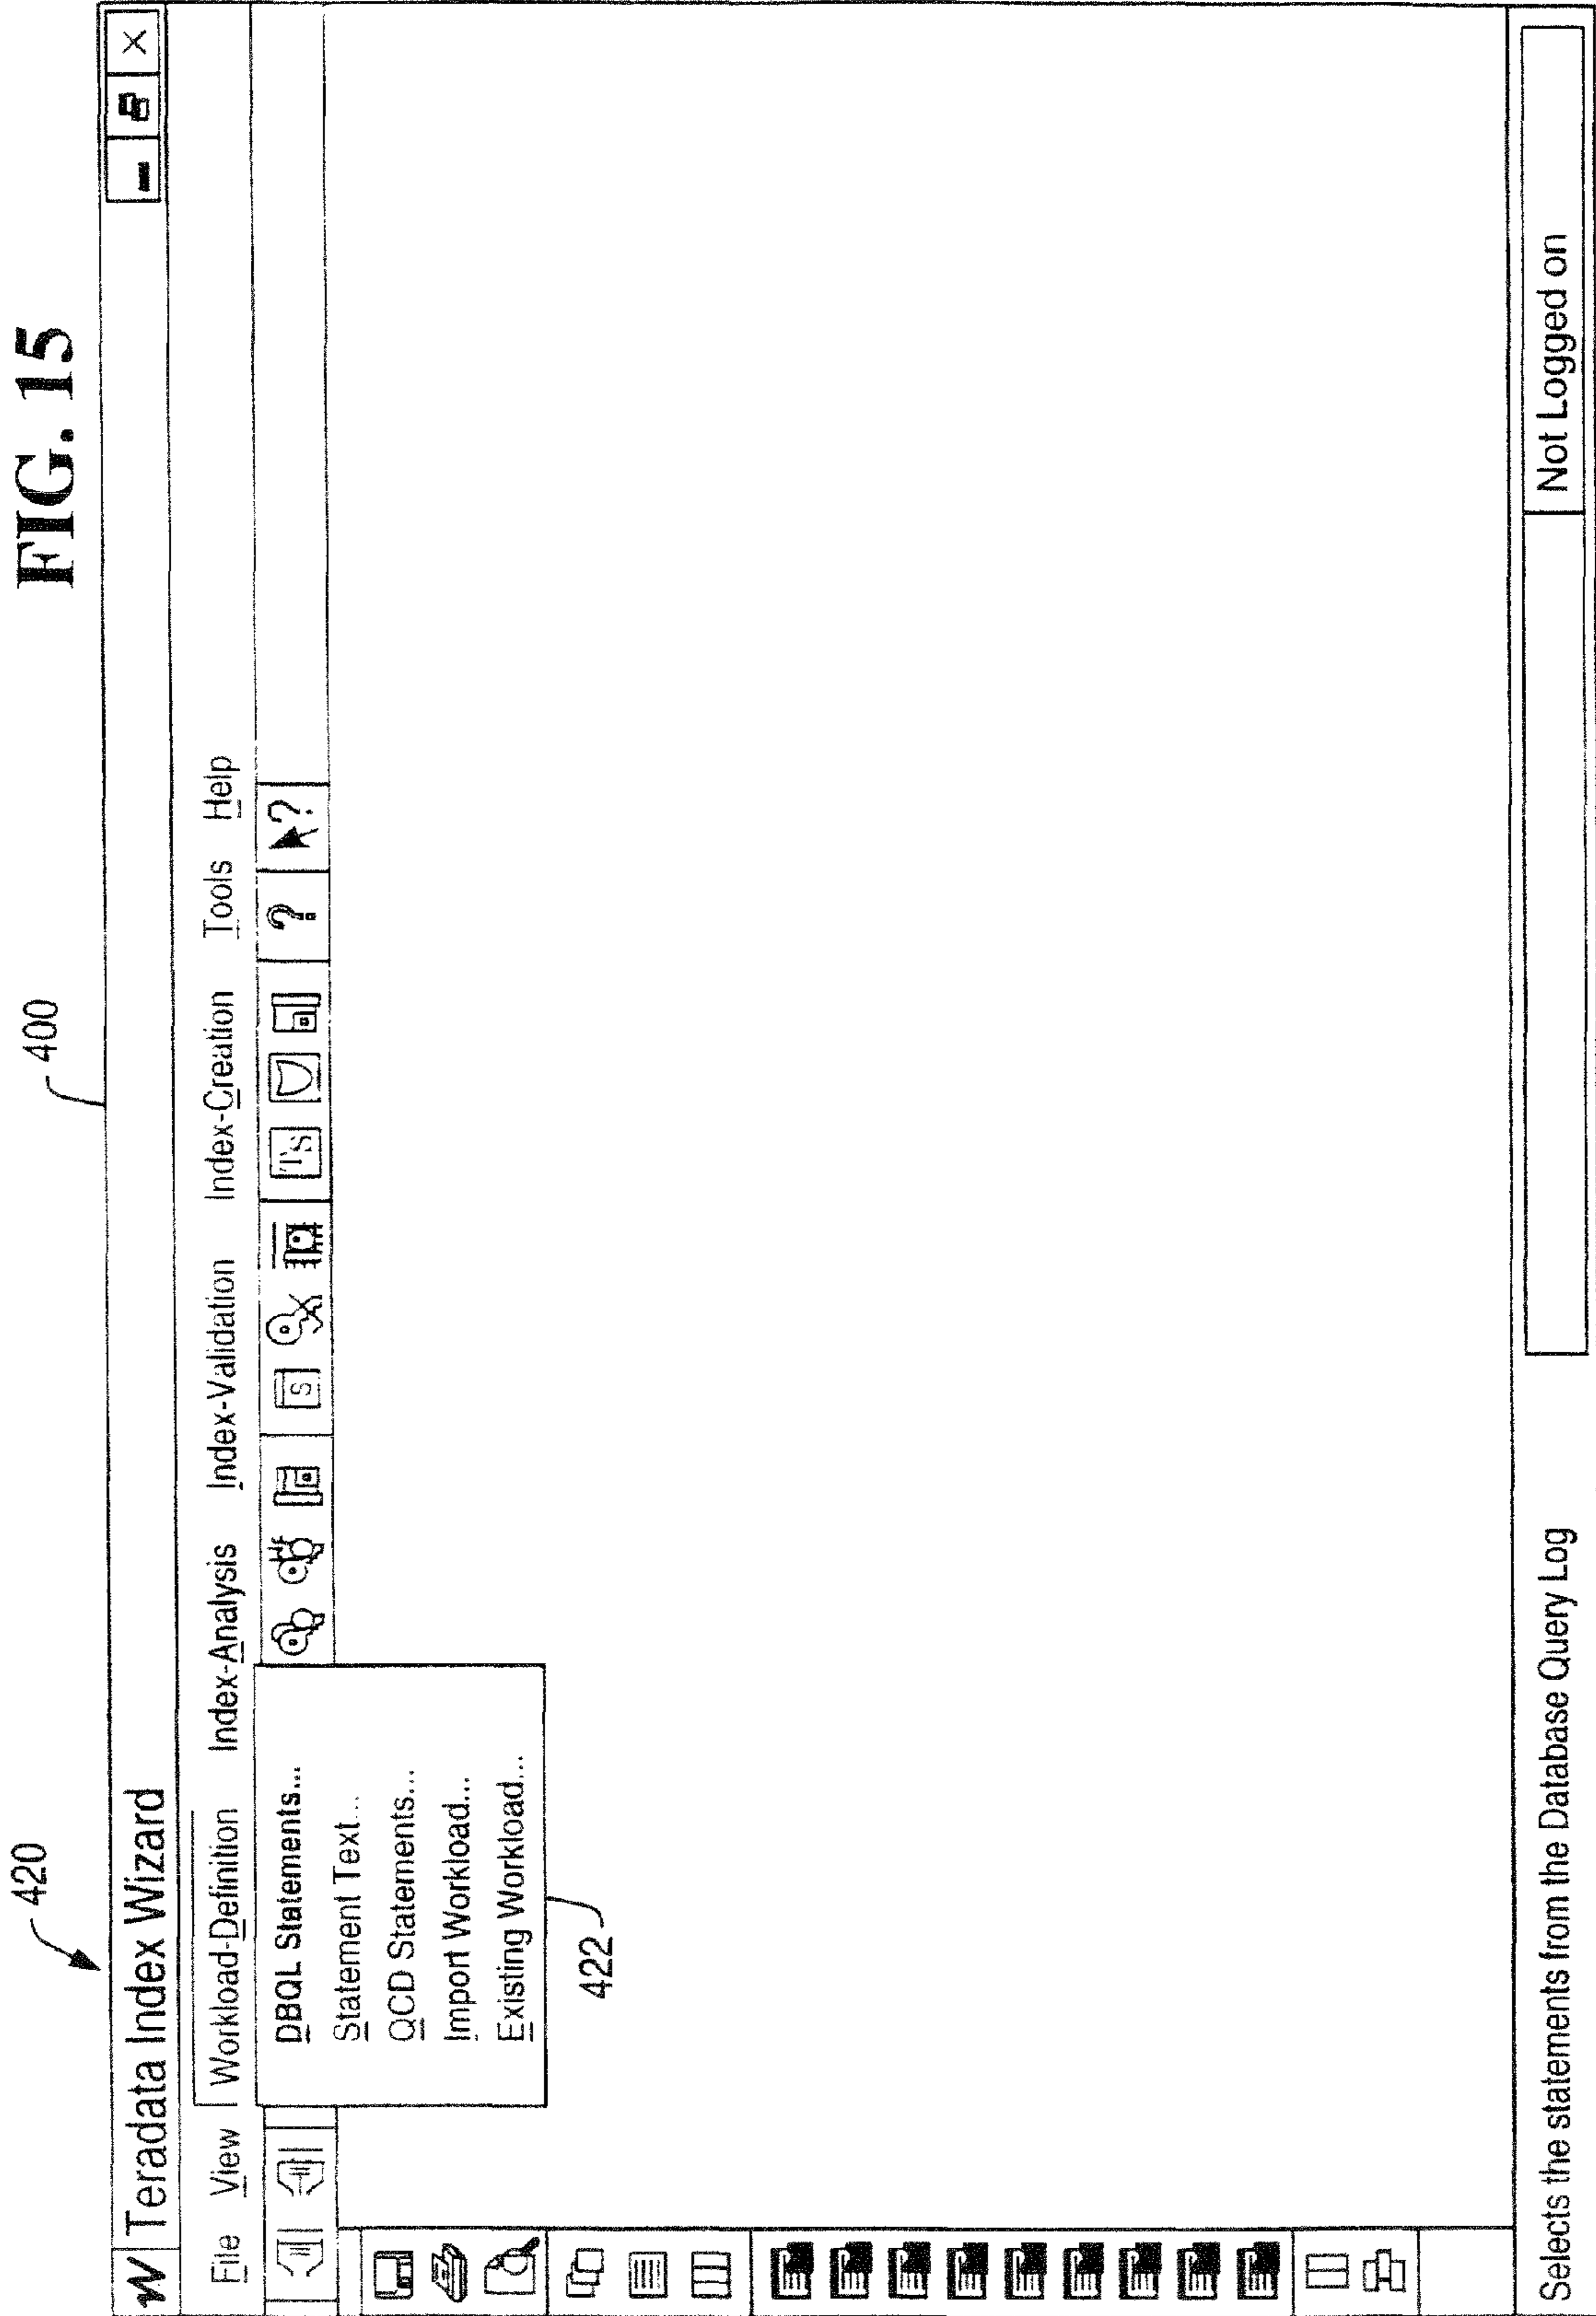 FIG. 15
420
400
Teradata Index Wizard
File View Workload-Definition Index-Analysis Index-Validation Index-Creation Tools Help
S
TS
?
?
DBQL Statements...
Statement Text...
QCD Statements...
Import Workload...
Existing Workload...
422
Selects the statements from the Database Query Log
Not Logged on